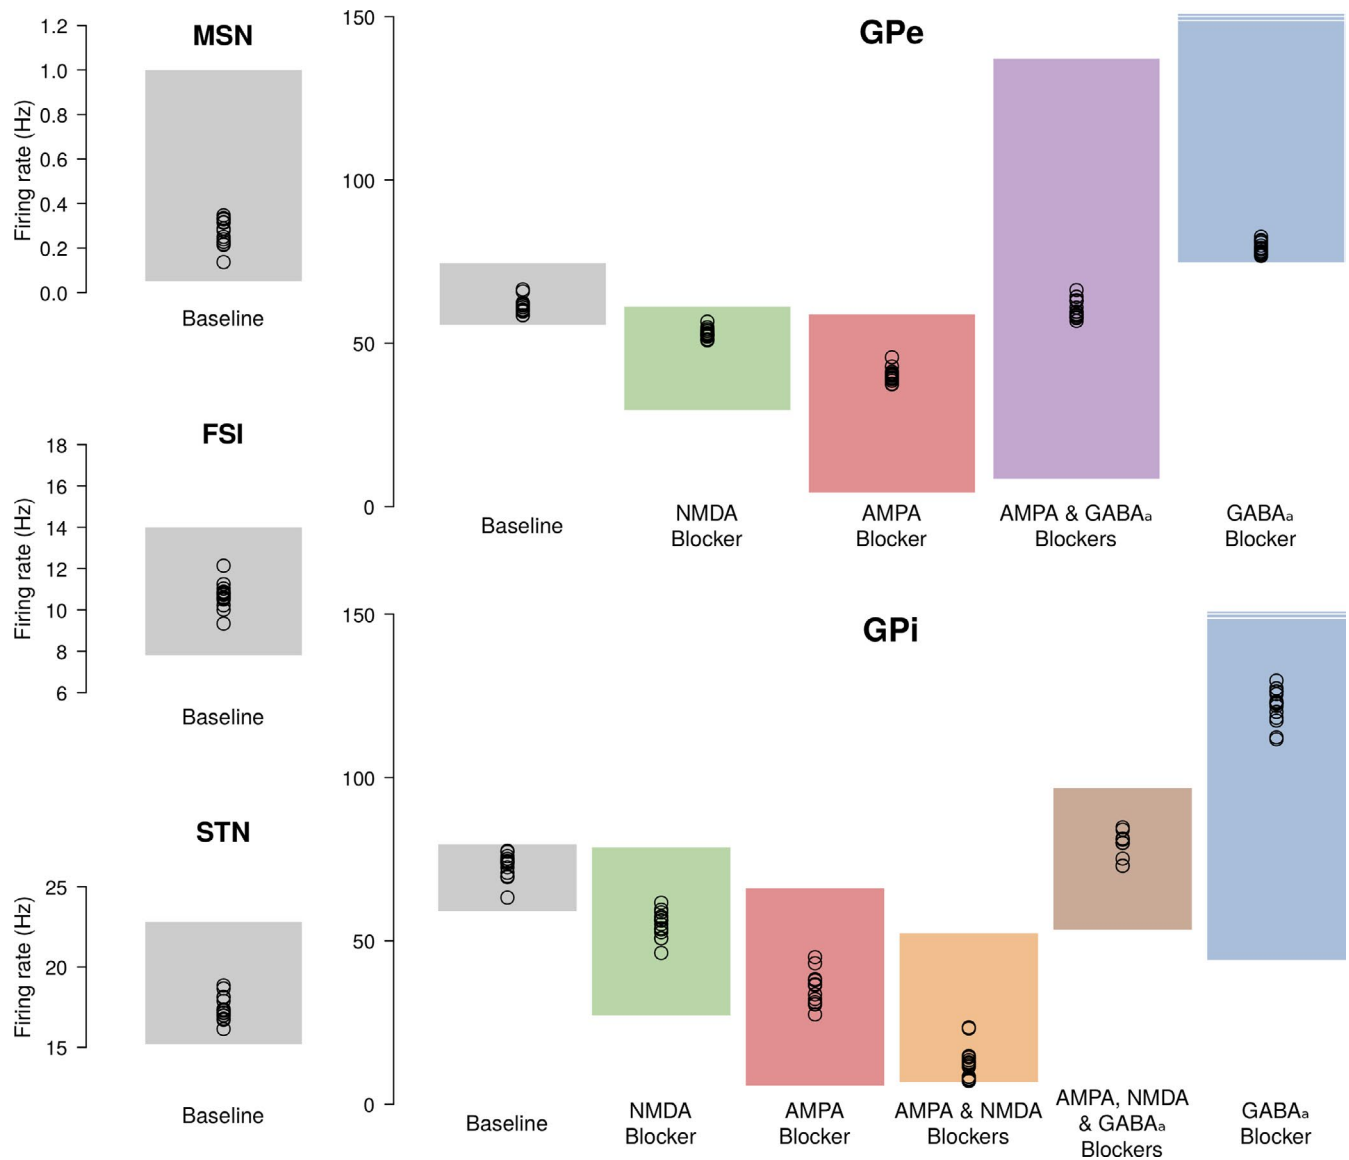 MSN
Firing rate (Hz)
1.2
1.0
0.8
0.6
0.4
0.2
0.0
Baseline
FSI
Firing rate (Hz)
18
16
14
12
10
8
6
Baseline
STN
Firing rate (Hz)
25
20
15
Baseline
GPe
150
100
50
0
Baseline
NMDA
Blocker
AMPA
Blocker
AMPA & GABAₐ
Blockers
GABAₐ
Blocker
GPi
150
100
50
0
Baseline
NMDA
Blocker
AMPA
Blocker
AMPA & NMDA
Blockers
AMPA, NMDA
& GABAₐ
Blockers
GABAₐ
Blocker